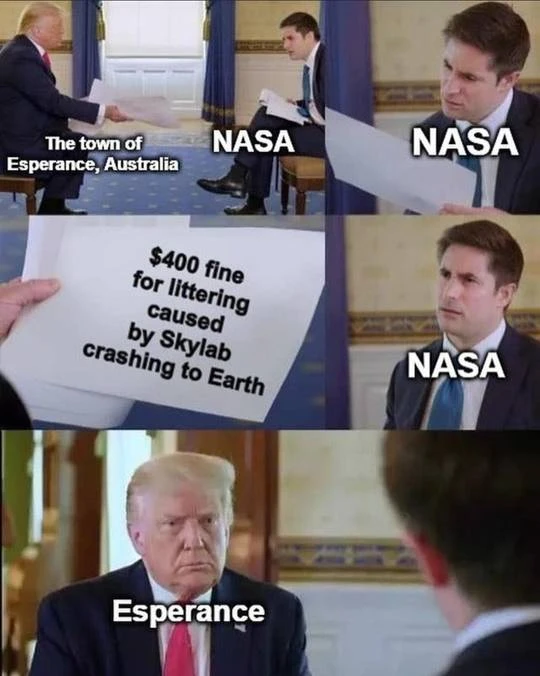 The town of
Esperance, Australia
NASA
NASA
$400 fine
for littering
caused
by Skylab
crashing to Earth
NASA
Esperance